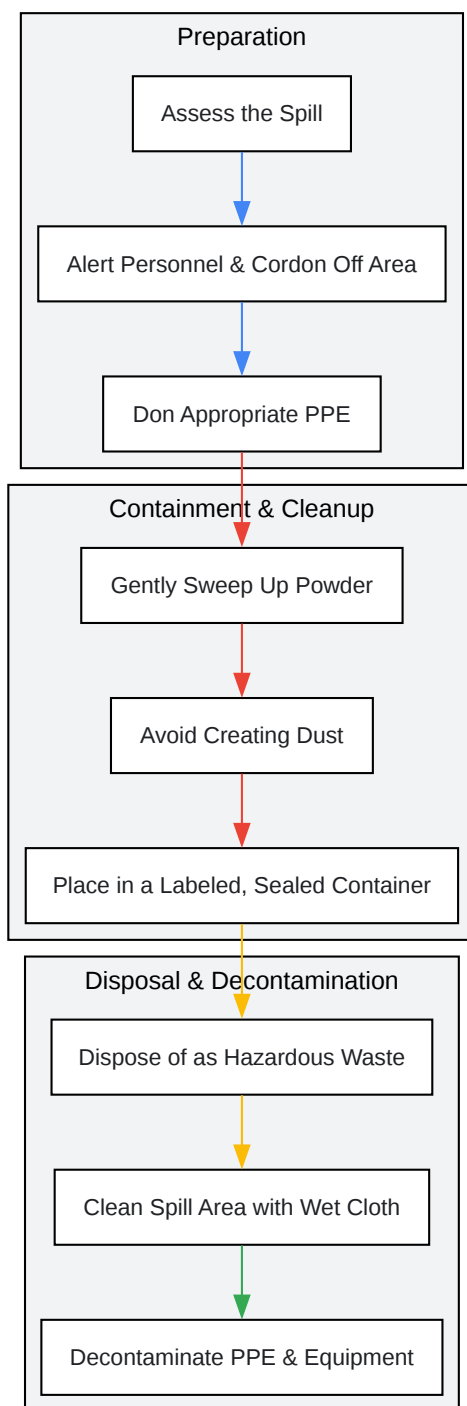 Preparation
Assess the Spill
Alert Personnel & Cordon Off Area
Don Appropriate PPE
Containment & Cleanup
Gently Sweep Up Powder
Avoid Creating Dust
Place in a Labeled, Sealed Container
Disposal & Decontamination
Dispose of as Hazardous Waste
Clean Spill Area with Wet Cloth
Decontaminate PPE & Equipment